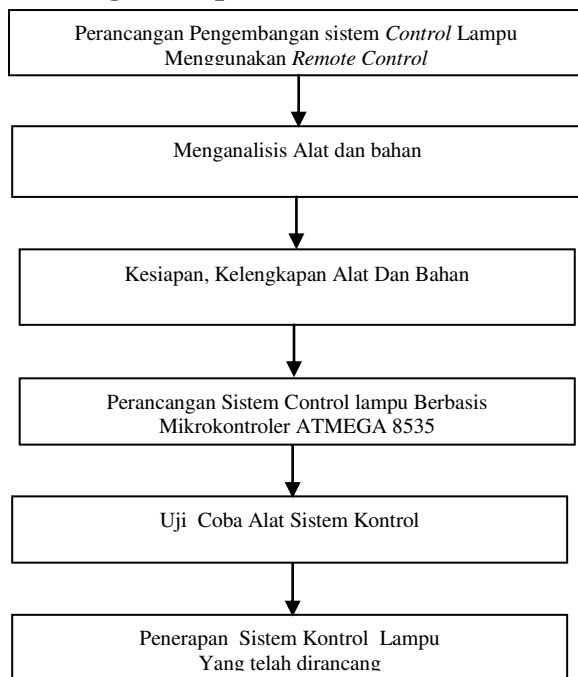 Perancangan Pengembangan sistem Control Lampu
Menggunakan Remote Control
Menganalisis Alat dan bahan
Kesiapan, Kelengkapan Alat Dan Bahan
Perancangan Sistem Control lampu Berbasis
Mikrokontroler ATMEGA 8535
Uji Coba Alat Sistem Kontrol
Penerapan Sistem Kontrol Lampu
Yang telah dirancang